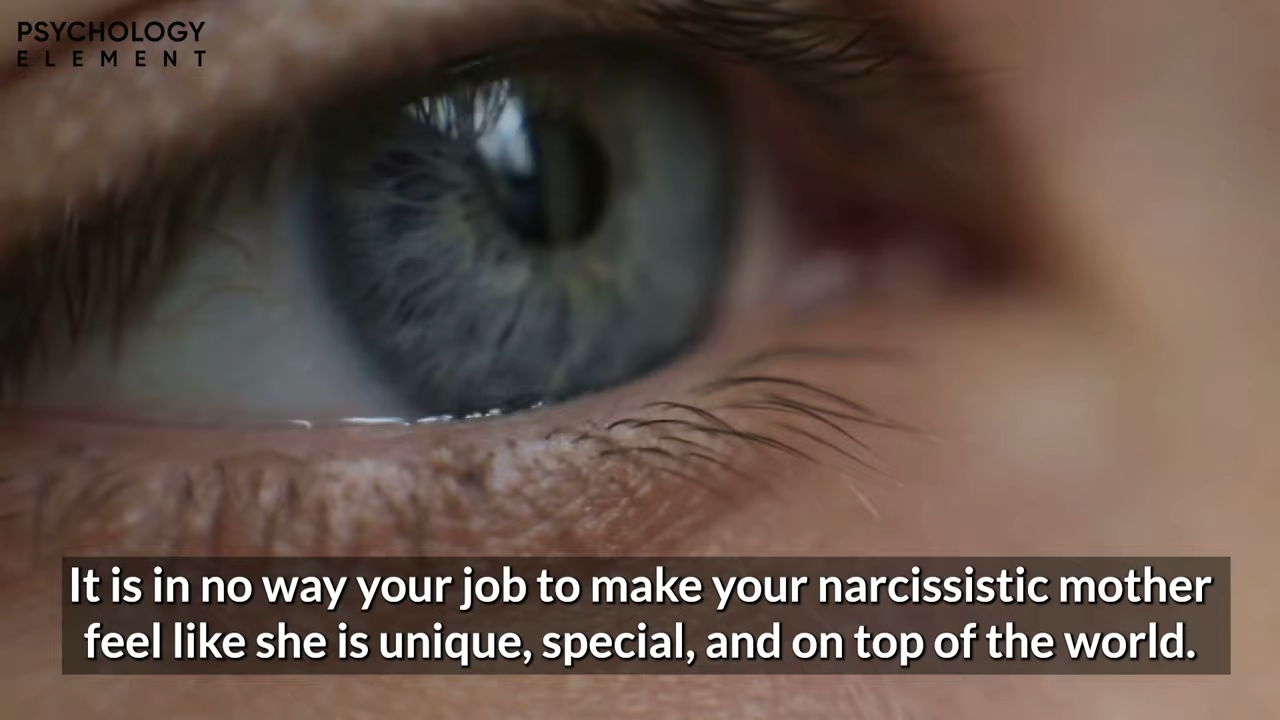 PSYCHOLOGY
ELEMENT
It is in no way your job to make your narcissistic mother
feel like she is unique, special, and on top of the world.